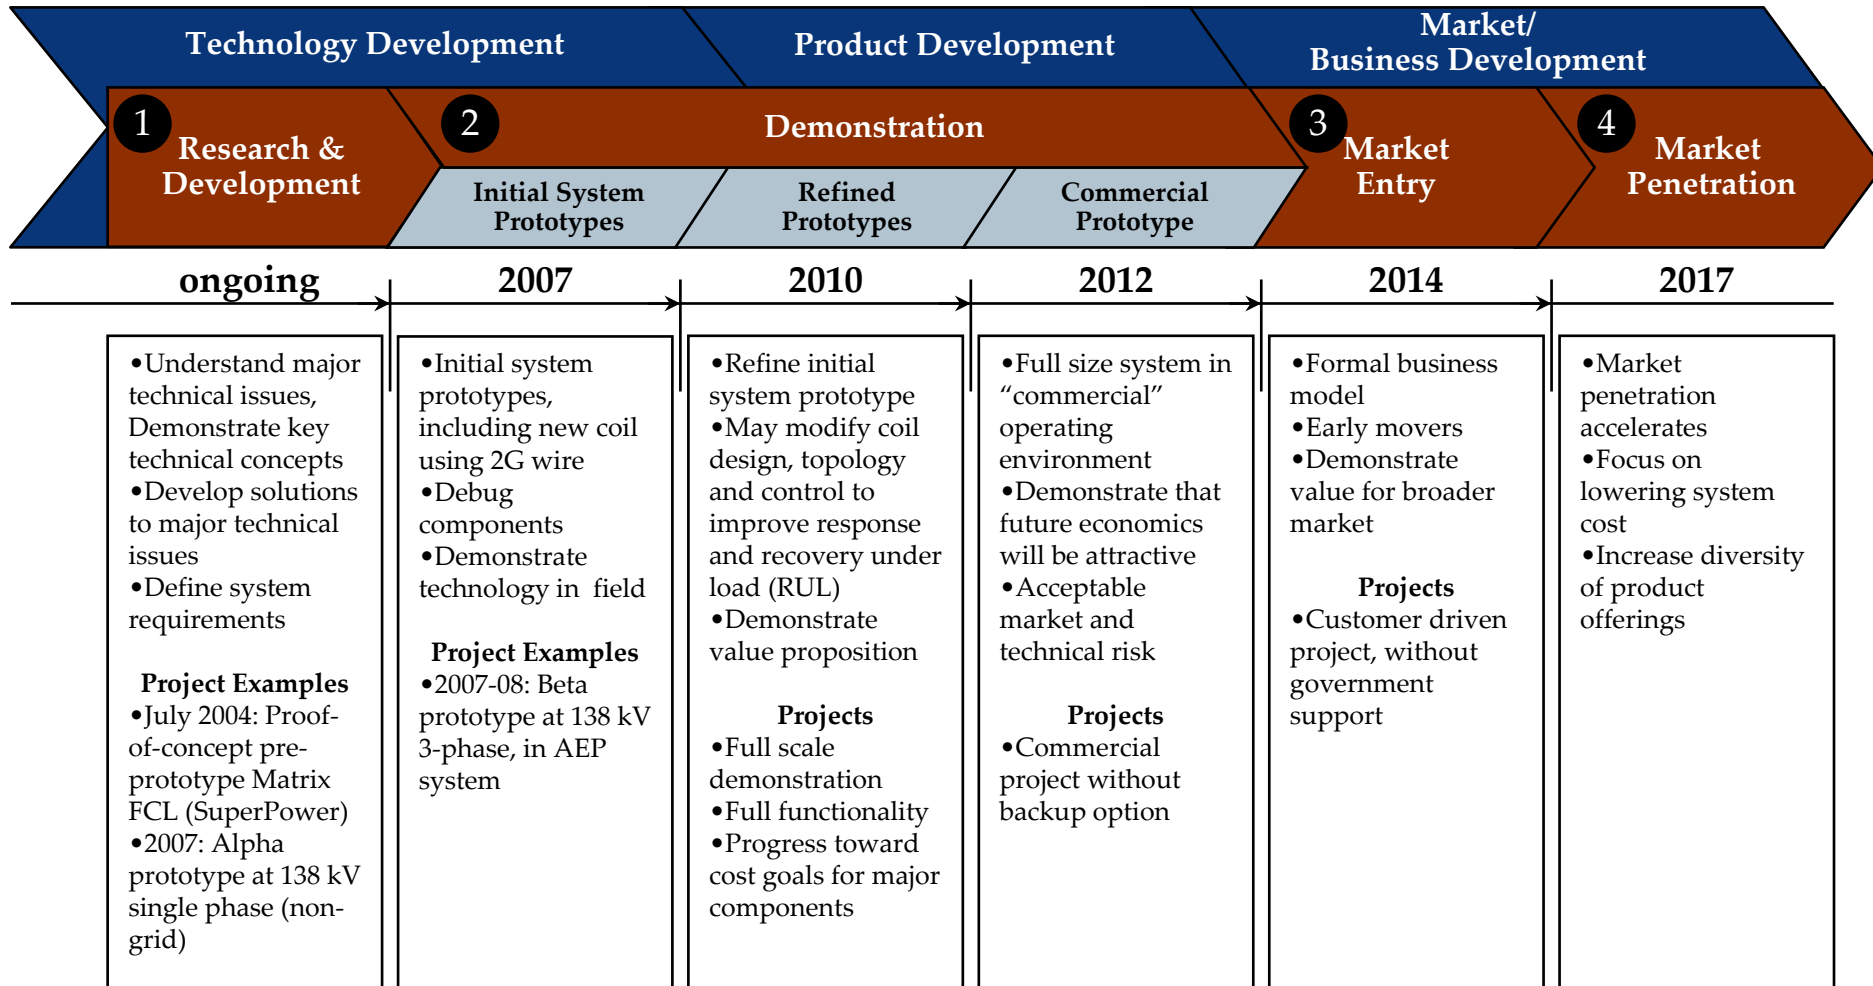 Technology Development
Product Development
Market/
Business Development
1
Research &
Development
2
Demonstration
Initial System
Prototypes
Refined
Prototypes
Commercial
Prototype
3
Market
Entry
4
Market
Penetration
ongoing
2007
2010
2012
2014
2017
•Understand major
technical issues,
Demonstrate key
technical concepts
•Develop solutions
to major technical
issues
•Define system
requirements
Project Examples
•July 2004: Proof-
of-concept pre-
prototype Matrix
FCL (SuperPower)
•2007: Alpha
prototype at 138 kV
single phase (non-
grid)
•Initial system
prototypes,
including new coil
using 2G wire
•Debug
components
•Demonstrate
technology in field
Project Examples
•2007-08: Beta
prototype at 138 kV
3-phase, in AEP
system
•Refine initial
system prototype
•May modify coil
design, topology
and control to
improve response
and recovery under
load (RUL)
•Demonstrate
value proposition
Projects
•Full scale
demonstration
•Full functionality
•Progress toward
cost goals for major
components
•Full size system in
“commercial”
operating
environment
•Demonstrate that
future economics
will be attractive
•Acceptable
market and
technical risk
Projects
•Commercial
project without
backup option
•Formal business
model
•Early movers
•Demonstrate
value for broader
market
Projects
•Customer driven
project, without
government
support
•Market
penetration
accelerates
•Focus on
lowering system
cost
•Increase diversity
of product
offerings